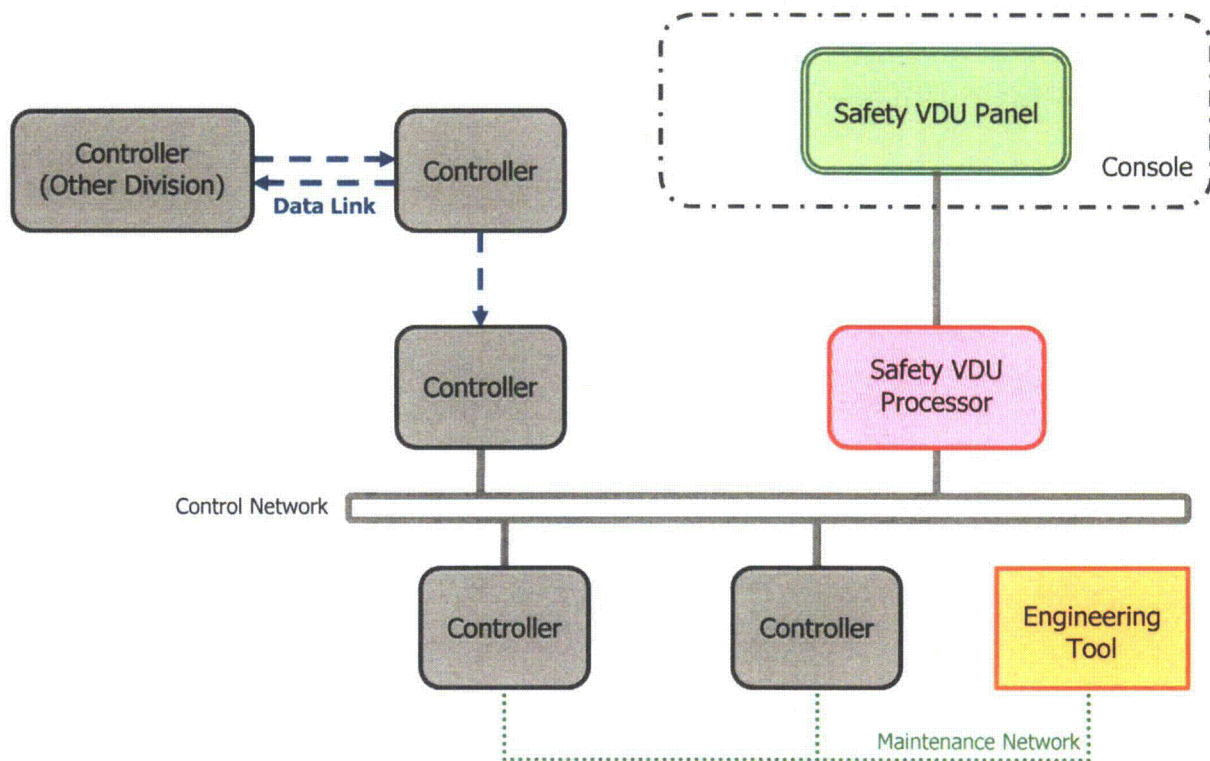 Safety VDU Panel
Console
Controller
(Other Division)
Controller
Data Link
Controller
Safety VDU
Processor
Control Network
Controller
Controller
Engineering
Tool
Maintenance Network